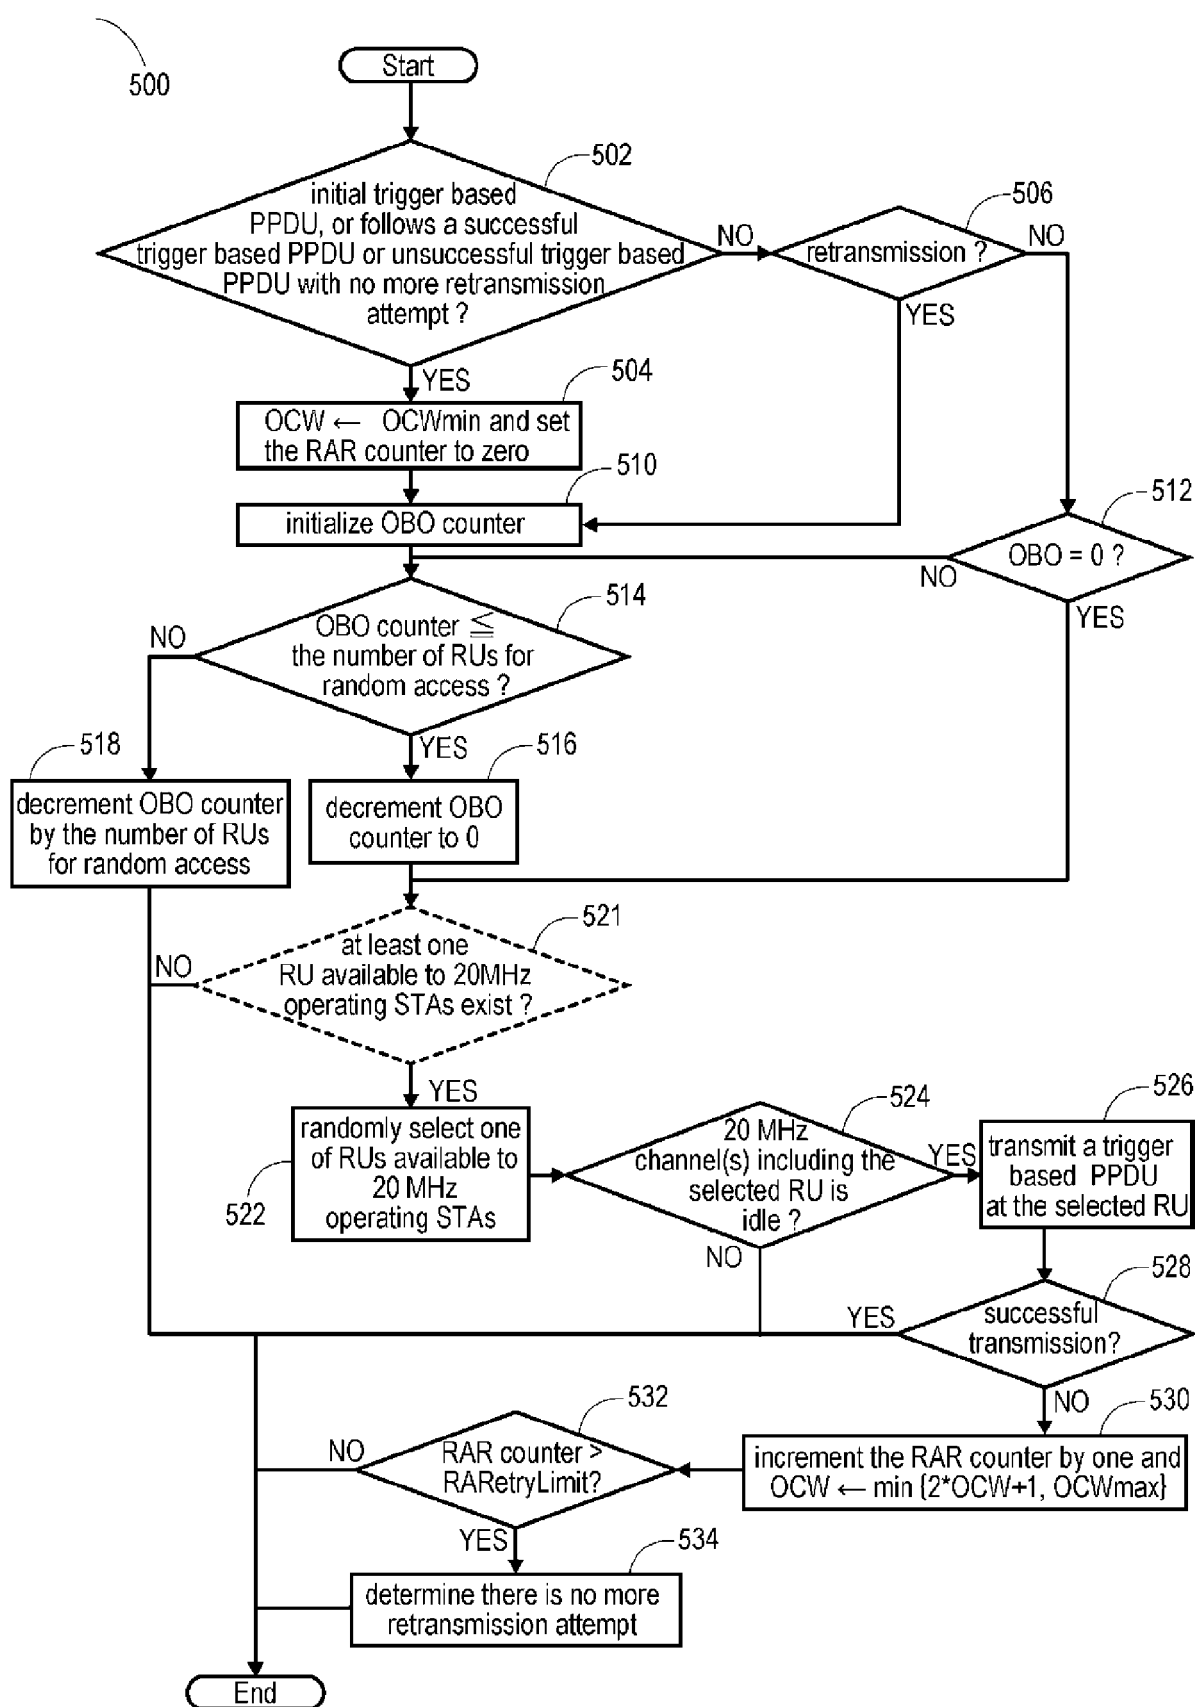 500
Start
502
initial trigger based
PPDU, or follows a successful
trigger based PPDU or unsuccessful trigger based
PPDU with no more retransmission
attempt ?
NO
506
retransmission ?
NO
YES
YES
504
OCW ← OCWmin and set
the RAR counter to zero
510
initialize OBO counter
512
OBO = 0 ?
NO
YES
514
OBO counter ≦
the number of RUs for
random access ?
NO
YES
518
decrement OBO counter
by the number of RUs
for random access
516
decrement OBO
counter to 0
521
at least one
RU available to 20MHz
operating STAs exist ?
NO
YES
522
randomly select one
of RUs available to
20 MHz
operating STAs
524
20 MHz
channel(s) including the
selected RU is
idle ?
YES
NO
526
transmit a trigger
based PPDU
at the selected RU
528
successful
transmission?
YES
NO
530
increment the RAR counter by one and
OCW ← min {2*OCW+1, OCWmax}
532
RAR counter >
RARetryLimit?
NO
YES
534
determine there is no more
retransmission attempt
End